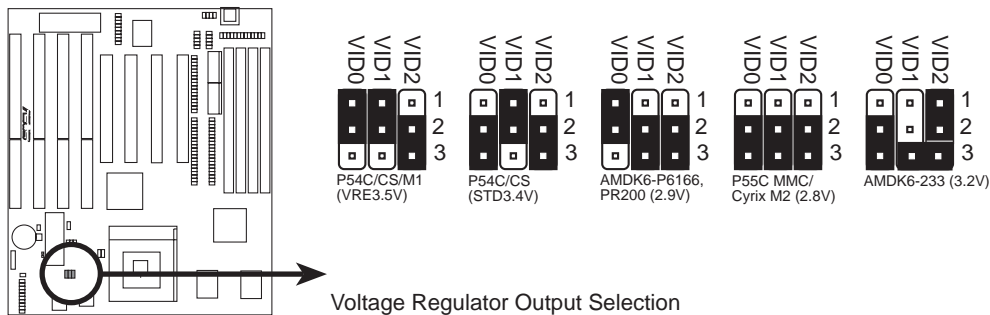 VID0 VID1 VID2 1 2 3
P54C/CS/M1
(VRE3.5V)
VID0 VID1 VID2 1 2 3
P54C/CS
(STD3.4V)
VID0 VID1 VID2 1 2 3
AMDK6-P6166,
PR200 (2.9V)
VID0 VID1 VID2 1 2 3
P55C MMC/
Cyrix M2 (2.8V)
VID0 VID1 VID2 1 2 3
AMDK6-233 (3.2V)
Voltage Regulator Output Selection